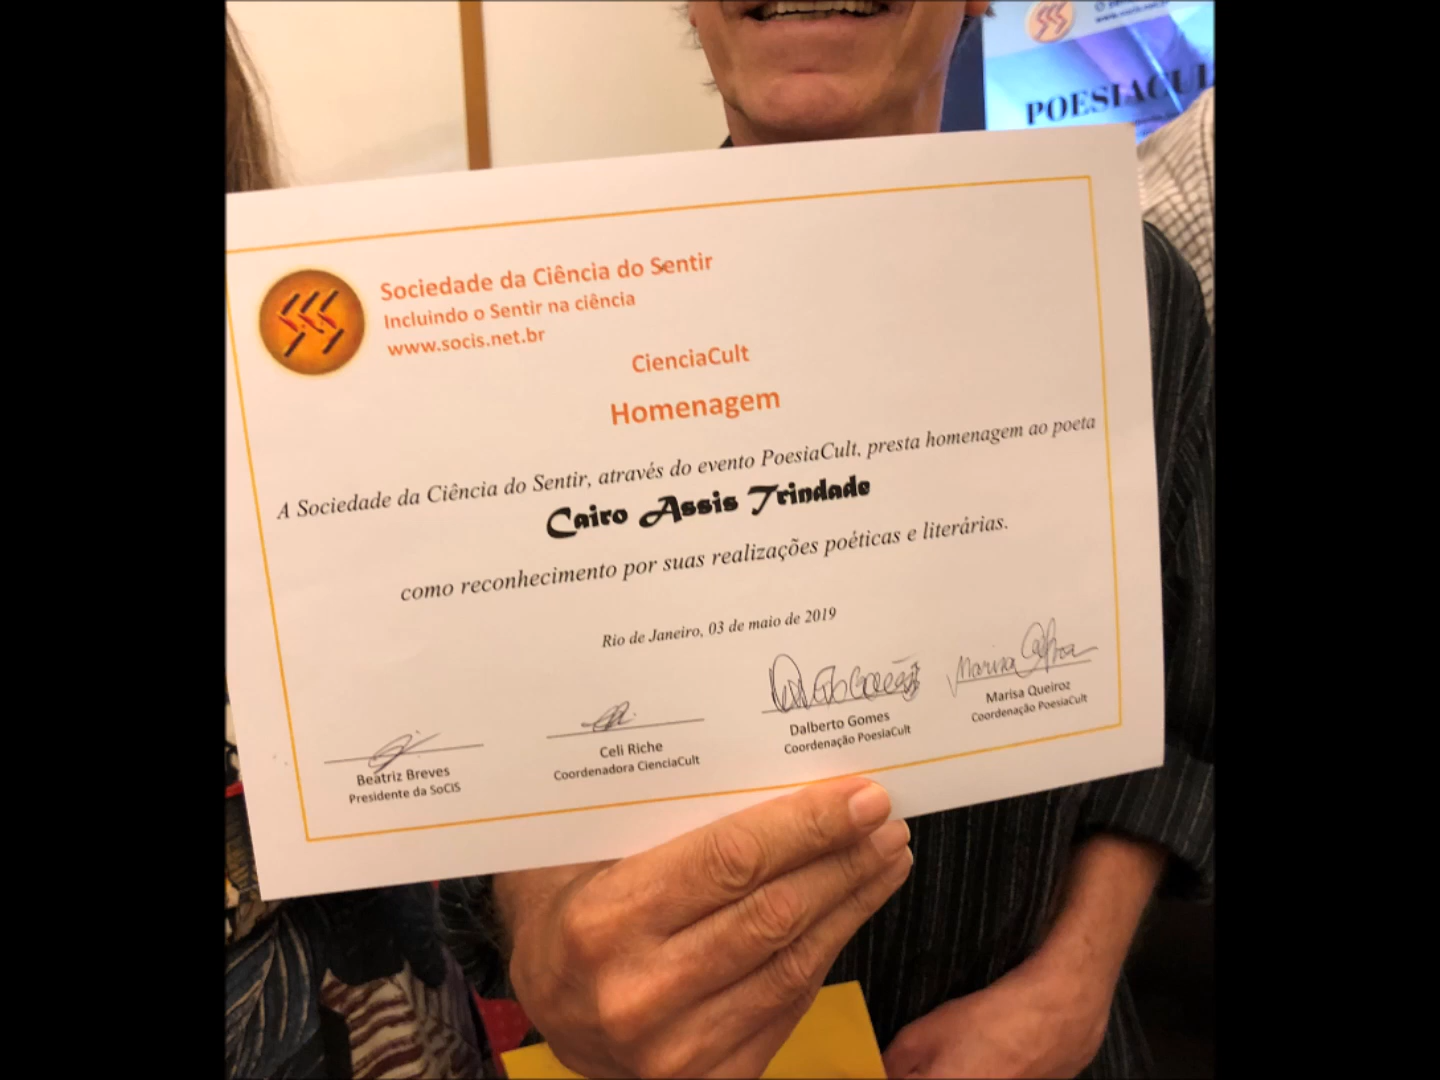 POESIACUL
Sociedade da Ciência do Sentir
Incluindo o Sentir na ciência
www.socis.net.br
CienciaCult
Homenagem
A Sociedade da Ciência do Sentir, através do evento PoesiaCult, presta homenagem ao poeta
Cairo Assis Trindade
como reconhecimento por suas realizações poéticas e literárias.
Rio de Janeiro, 03 de maio de 2019
Beatriz Breves
Presidente da SoCIS
Celi Riche
Coordenadora CienciaCult
Dalberto Gomes
Coordenação PoesiaCult
Marisa Queiroz
Coordenação PoesiaCult